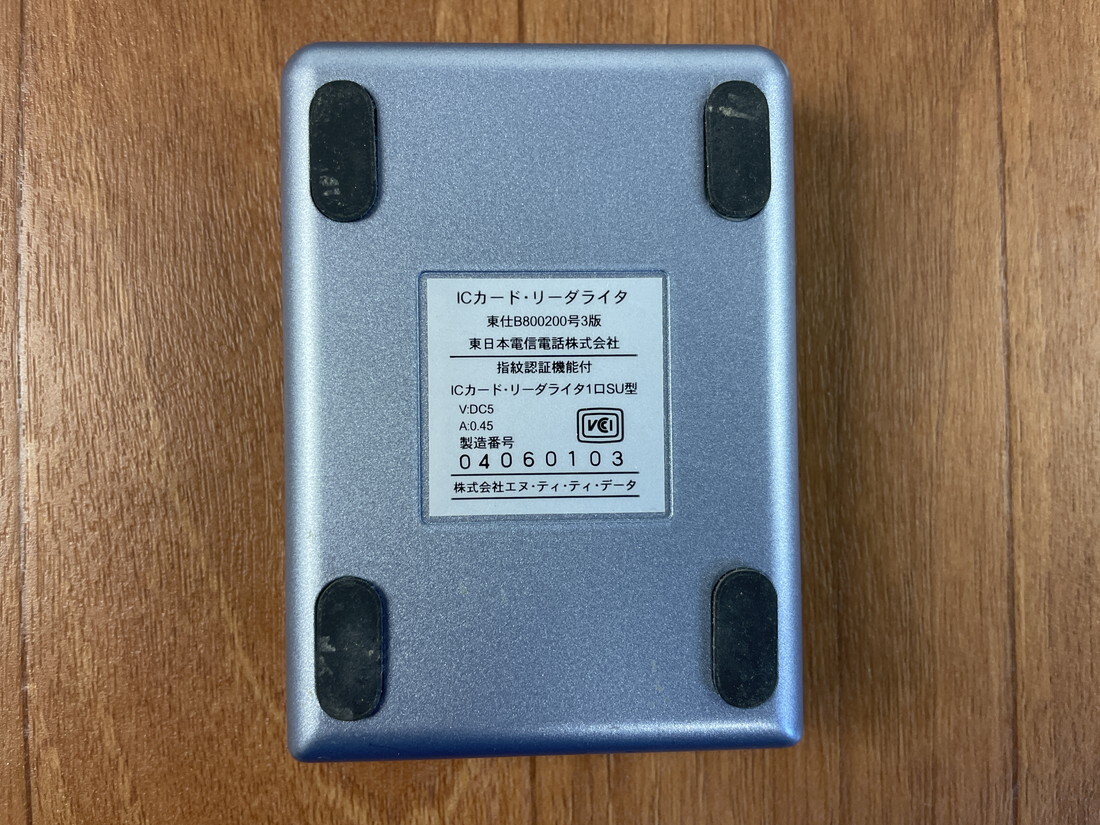 ICカード・リーダライタ
東仕B800200号3版
東日本電信電話株式会社
指紋認証機能付
ICカード・リーダライタ1口SU型
V:DC5
A:0.45
VCCI
製造番号
04060103
株式会社エヌ・ティ・ティ・データ